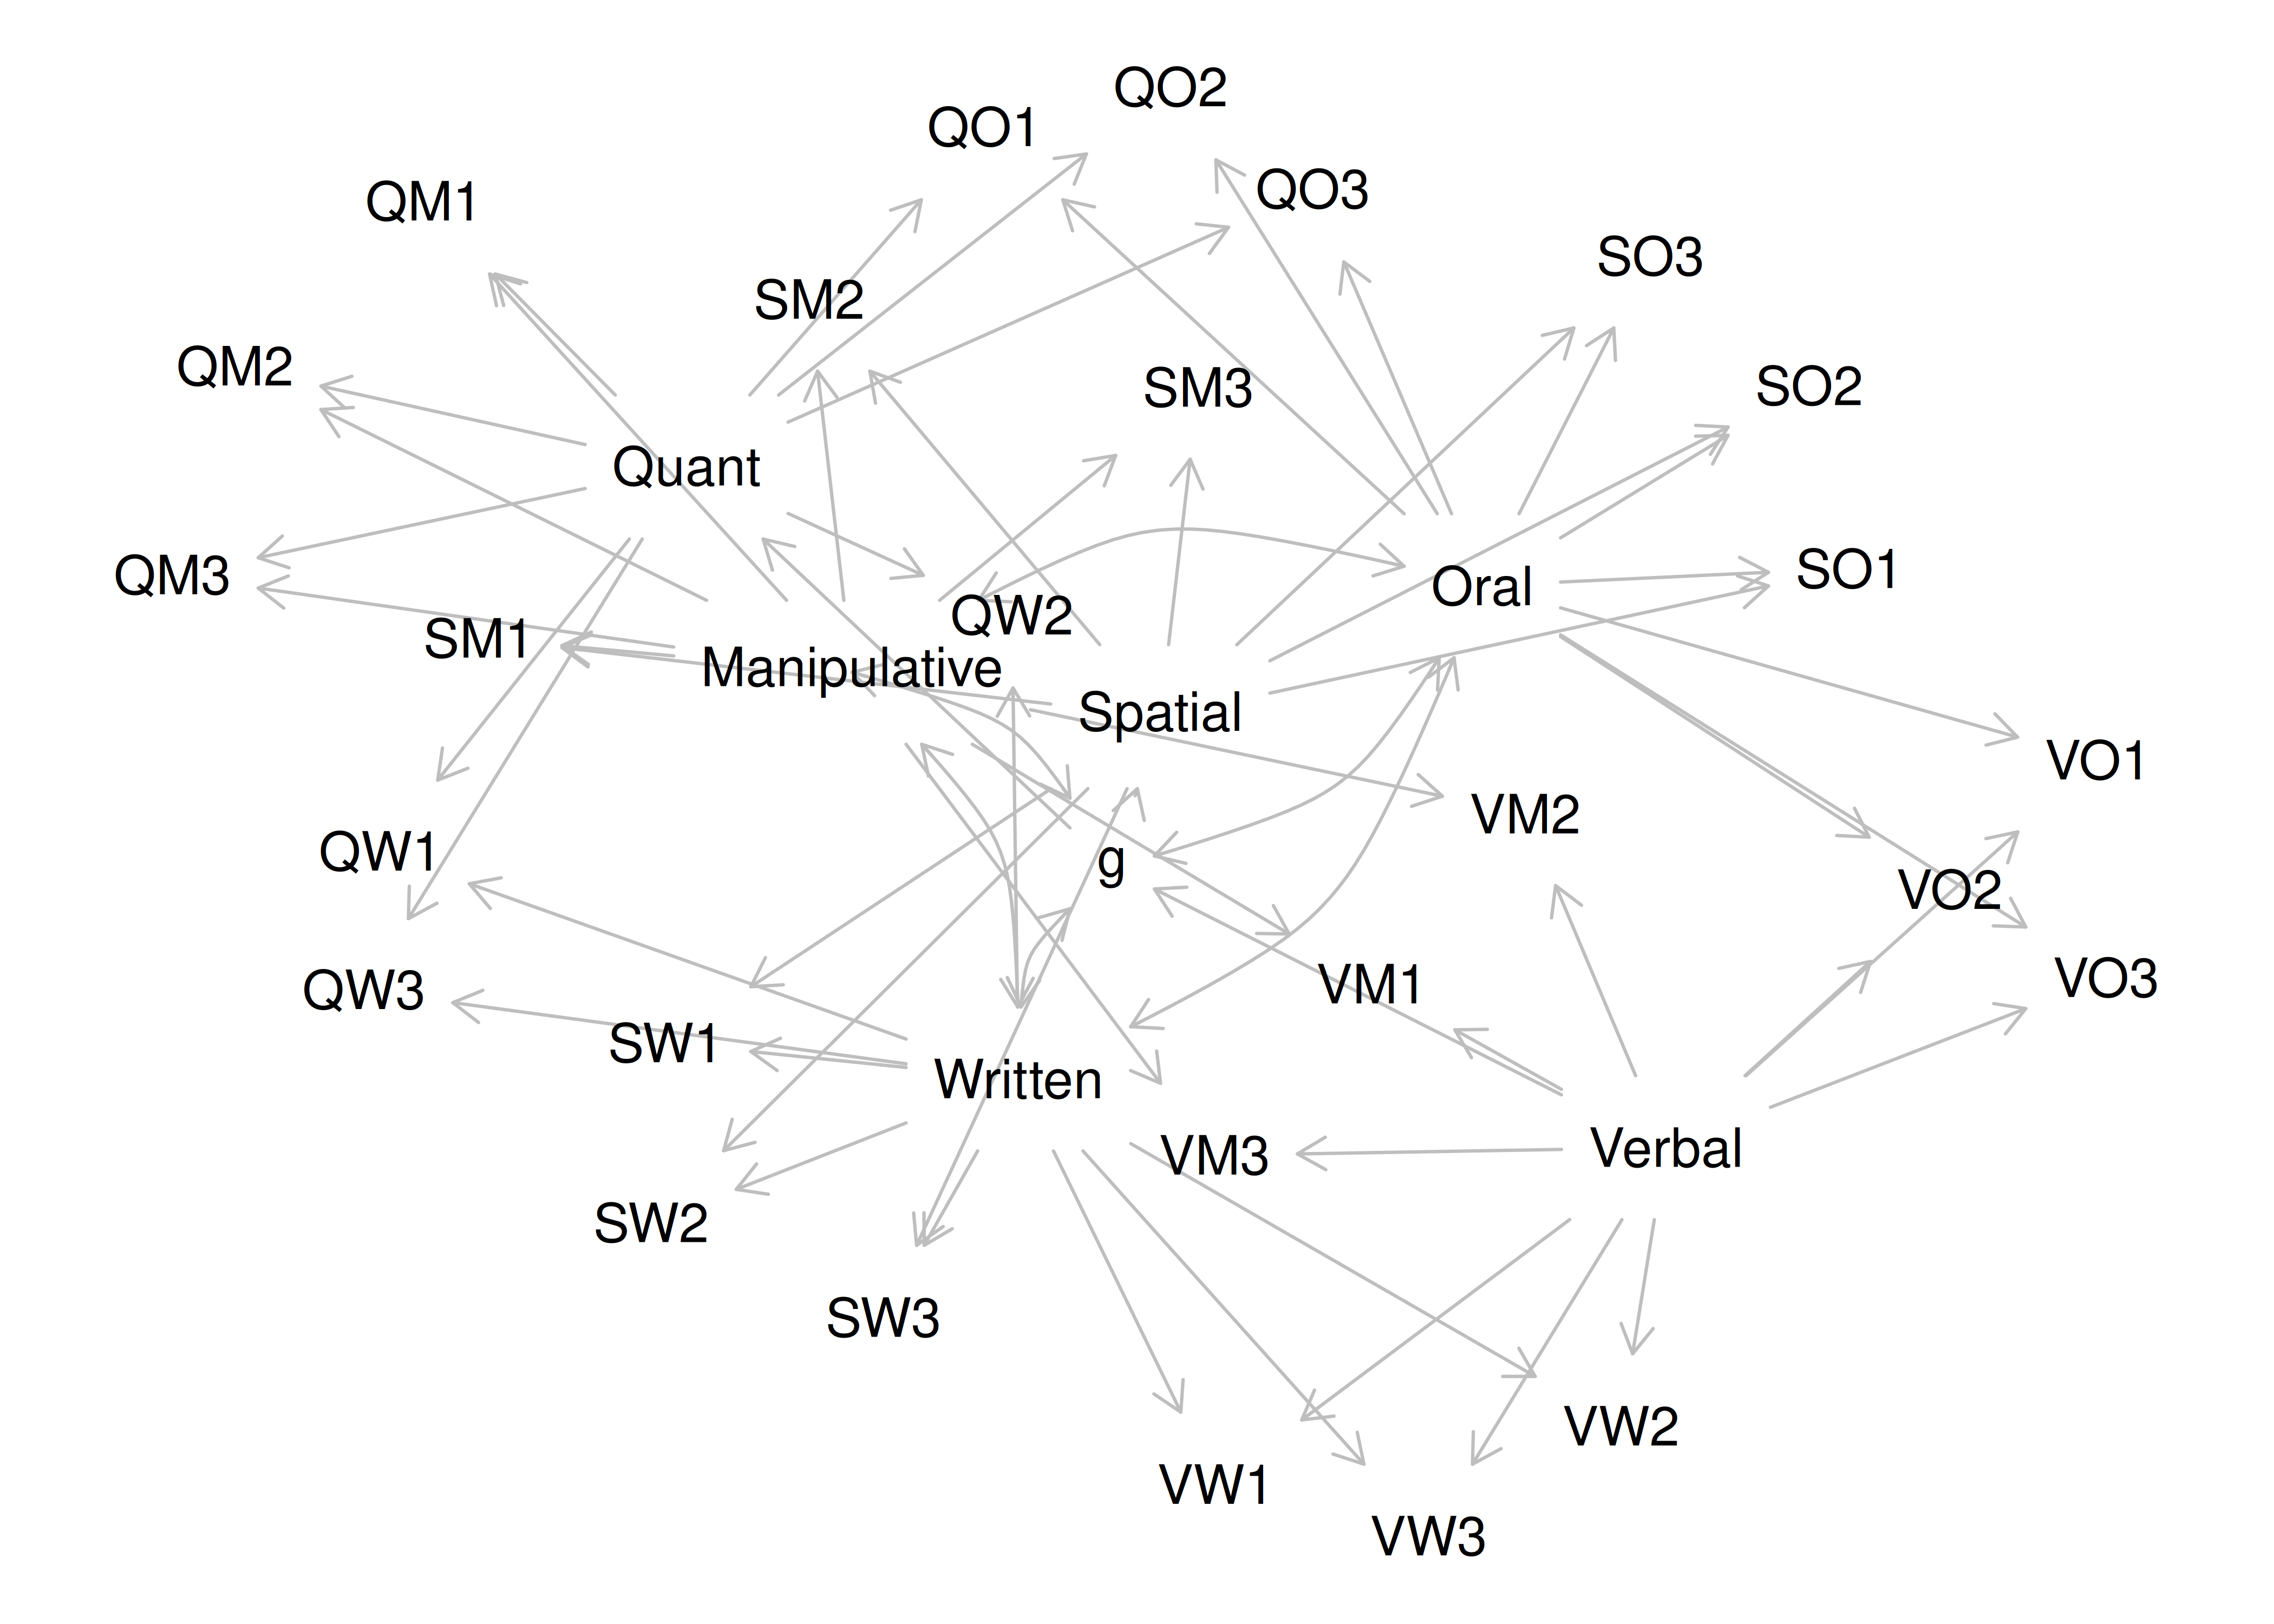 QO2
QO1
QO3
QM1
SO3
SM2
QM2
SM3
SO2
Quant
QM3
SO1
Oral
QW2
SM1
Manipulative
Spatial
VO1
VM2
QW1
g
VO2
VO3
VM1
QW3
SW1
Written
Verbal
VM3
SW2
SW3
VW2
VW1
VW3